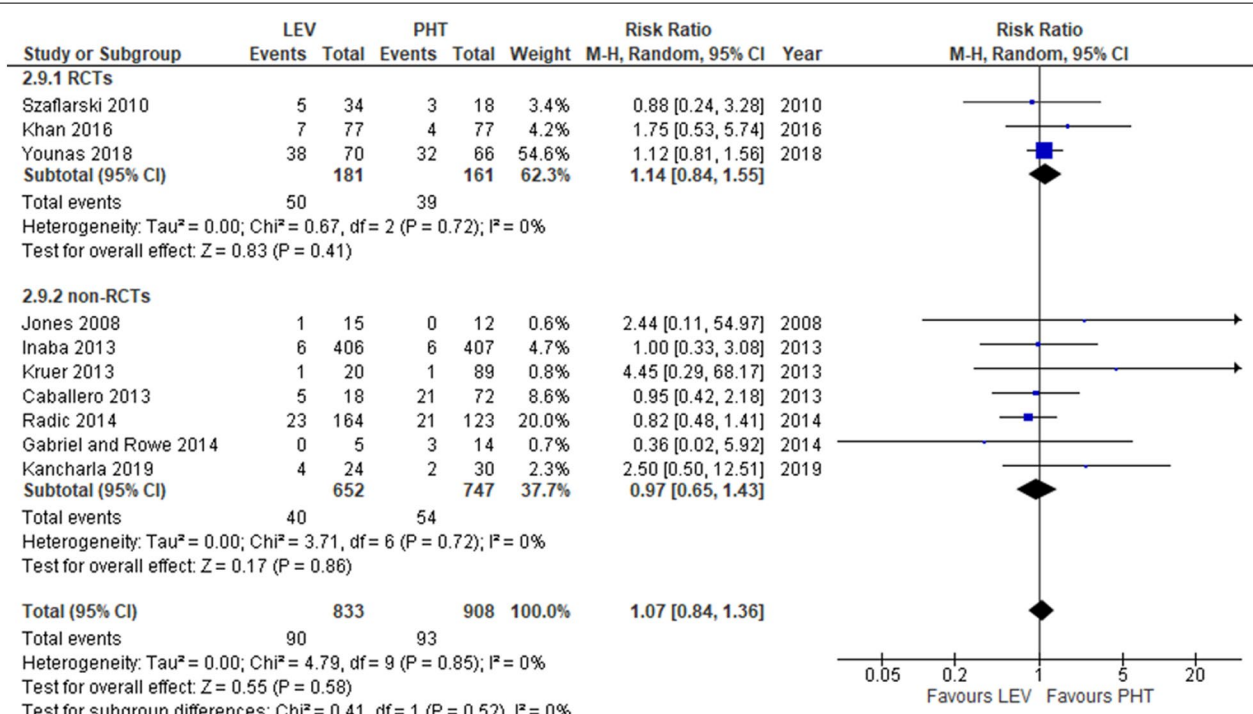 LEV PHT Risk Ratio Risk Ratio
Study or Subgroup Events Total Events Total Weight M-H, Random, 95% CI Year M-H, Random, 95% CI
2.9.1 RCTs
Szaflarski 2010 5 34 3 18 3.4% 0.88 [0.24, 3.28] 2010
Khan 2016 7 77 4 77 4.2% 1.75 [0.53, 5.74] 2016
Younas 2018 38 70 32 66 54.6% 1.12 [0.81, 1.56] 2018
Subtotal (95% CI) 181 161 62.3% 1.14 [0.84, 1.55]
Total events 50 39
Heterogeneity: Tau² = 0.00; Chi² = 0.67, df = 2 (P = 0.72); I² = 0%
Test for overall effect: Z = 0.83 (P = 0.41)
2.9.2 non-RCTs
Jones 2008 1 15 0 12 0.6% 2.44 [0.11, 54.97] 2008
Inaba 2013 6 406 6 407 4.7% 1.00 [0.33, 3.08] 2013
Kruer 2013 1 20 1 89 0.8% 4.45 [0.29, 68.17] 2013
Caballero 2013 5 18 21 72 8.6% 0.95 [0.42, 2.18] 2013
Radic 2014 23 164 21 123 20.0% 0.82 [0.48, 1.41] 2014
Gabriel and Rowe 2014 0 5 3 14 0.7% 0.36 [0.02, 5.92] 2014
Kancharla 2019 4 24 2 30 2.3% 2.50 [0.50, 12.51] 2019
Subtotal (95% CI) 652 747 37.7% 0.97 [0.65, 1.43]
Total events 40 54
Heterogeneity: Tau² = 0.00; Chi² = 3.71, df = 6 (P = 0.72); I² = 0%
Test for overall effect: Z = 0.17 (P = 0.86)
Total (95% CI) 833 908 100.0% 1.07 [0.84, 1.36]
Total events 90 93
Heterogeneity: Tau² = 0.00; Chi² = 4.79, df = 9 (P = 0.85); I² = 0%
Test for overall effect: Z = 0.55 (P = 0.58)
Test for subgroup differences: Chi² = 0.41, df = 1 (P = 0.52), I² = 0%
0.05 0.2 1 5 20
Favours LEV Favours PHT